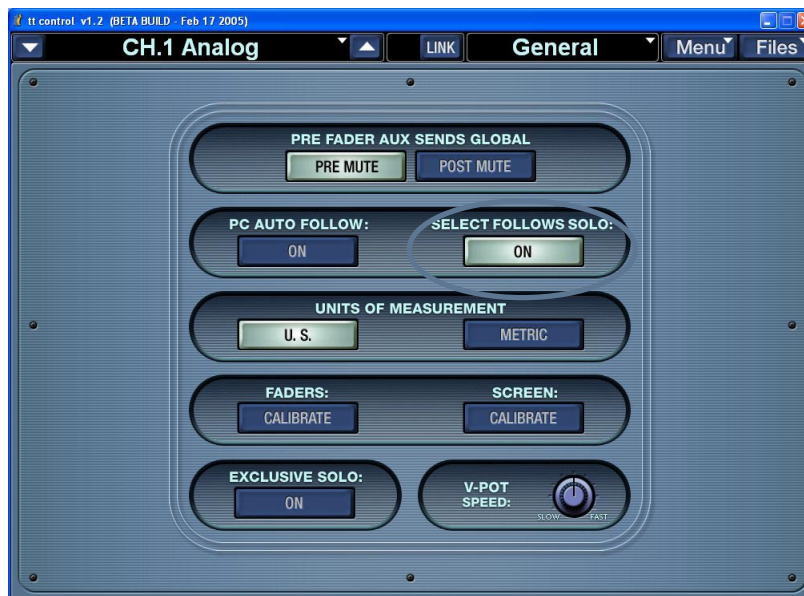 tt control v1.2 (BETA BUILD - Feb 17 2005)
CH.1 Analog LINK General Menu Files
PRE FADER AUX SENDS GLOBAL
PRE MUTE POST MUTE
PC AUTO FOLLOW: SELECT FOLLOWS SOLO:
ON ON
UNITS OF MEASUREMENT
U. S. METRIC
FADERS: SCREEN:
CALIBRATE CALIBRATE
EXCLUSIVE SOLO:
ON
V-POT
SPEED:
SLOW FAST